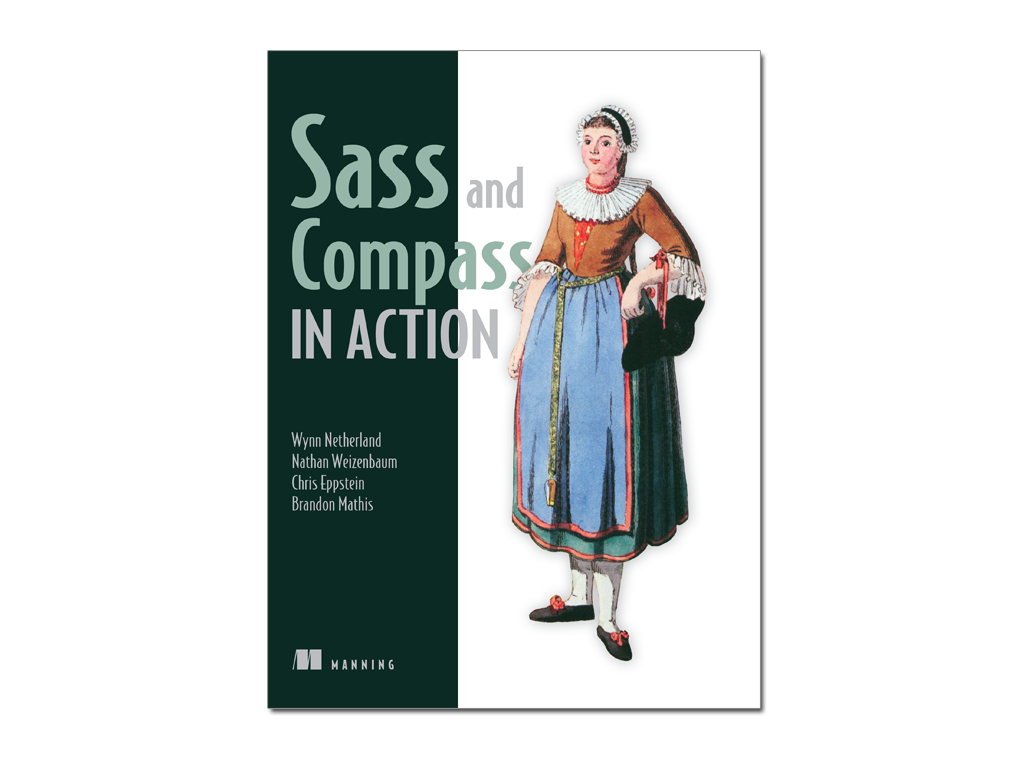 Sass and
Compass
IN ACTION
Wynn Netherland
Nathan Weizenbaum
Chris Eppstein
Brandon Mathis
MANNING